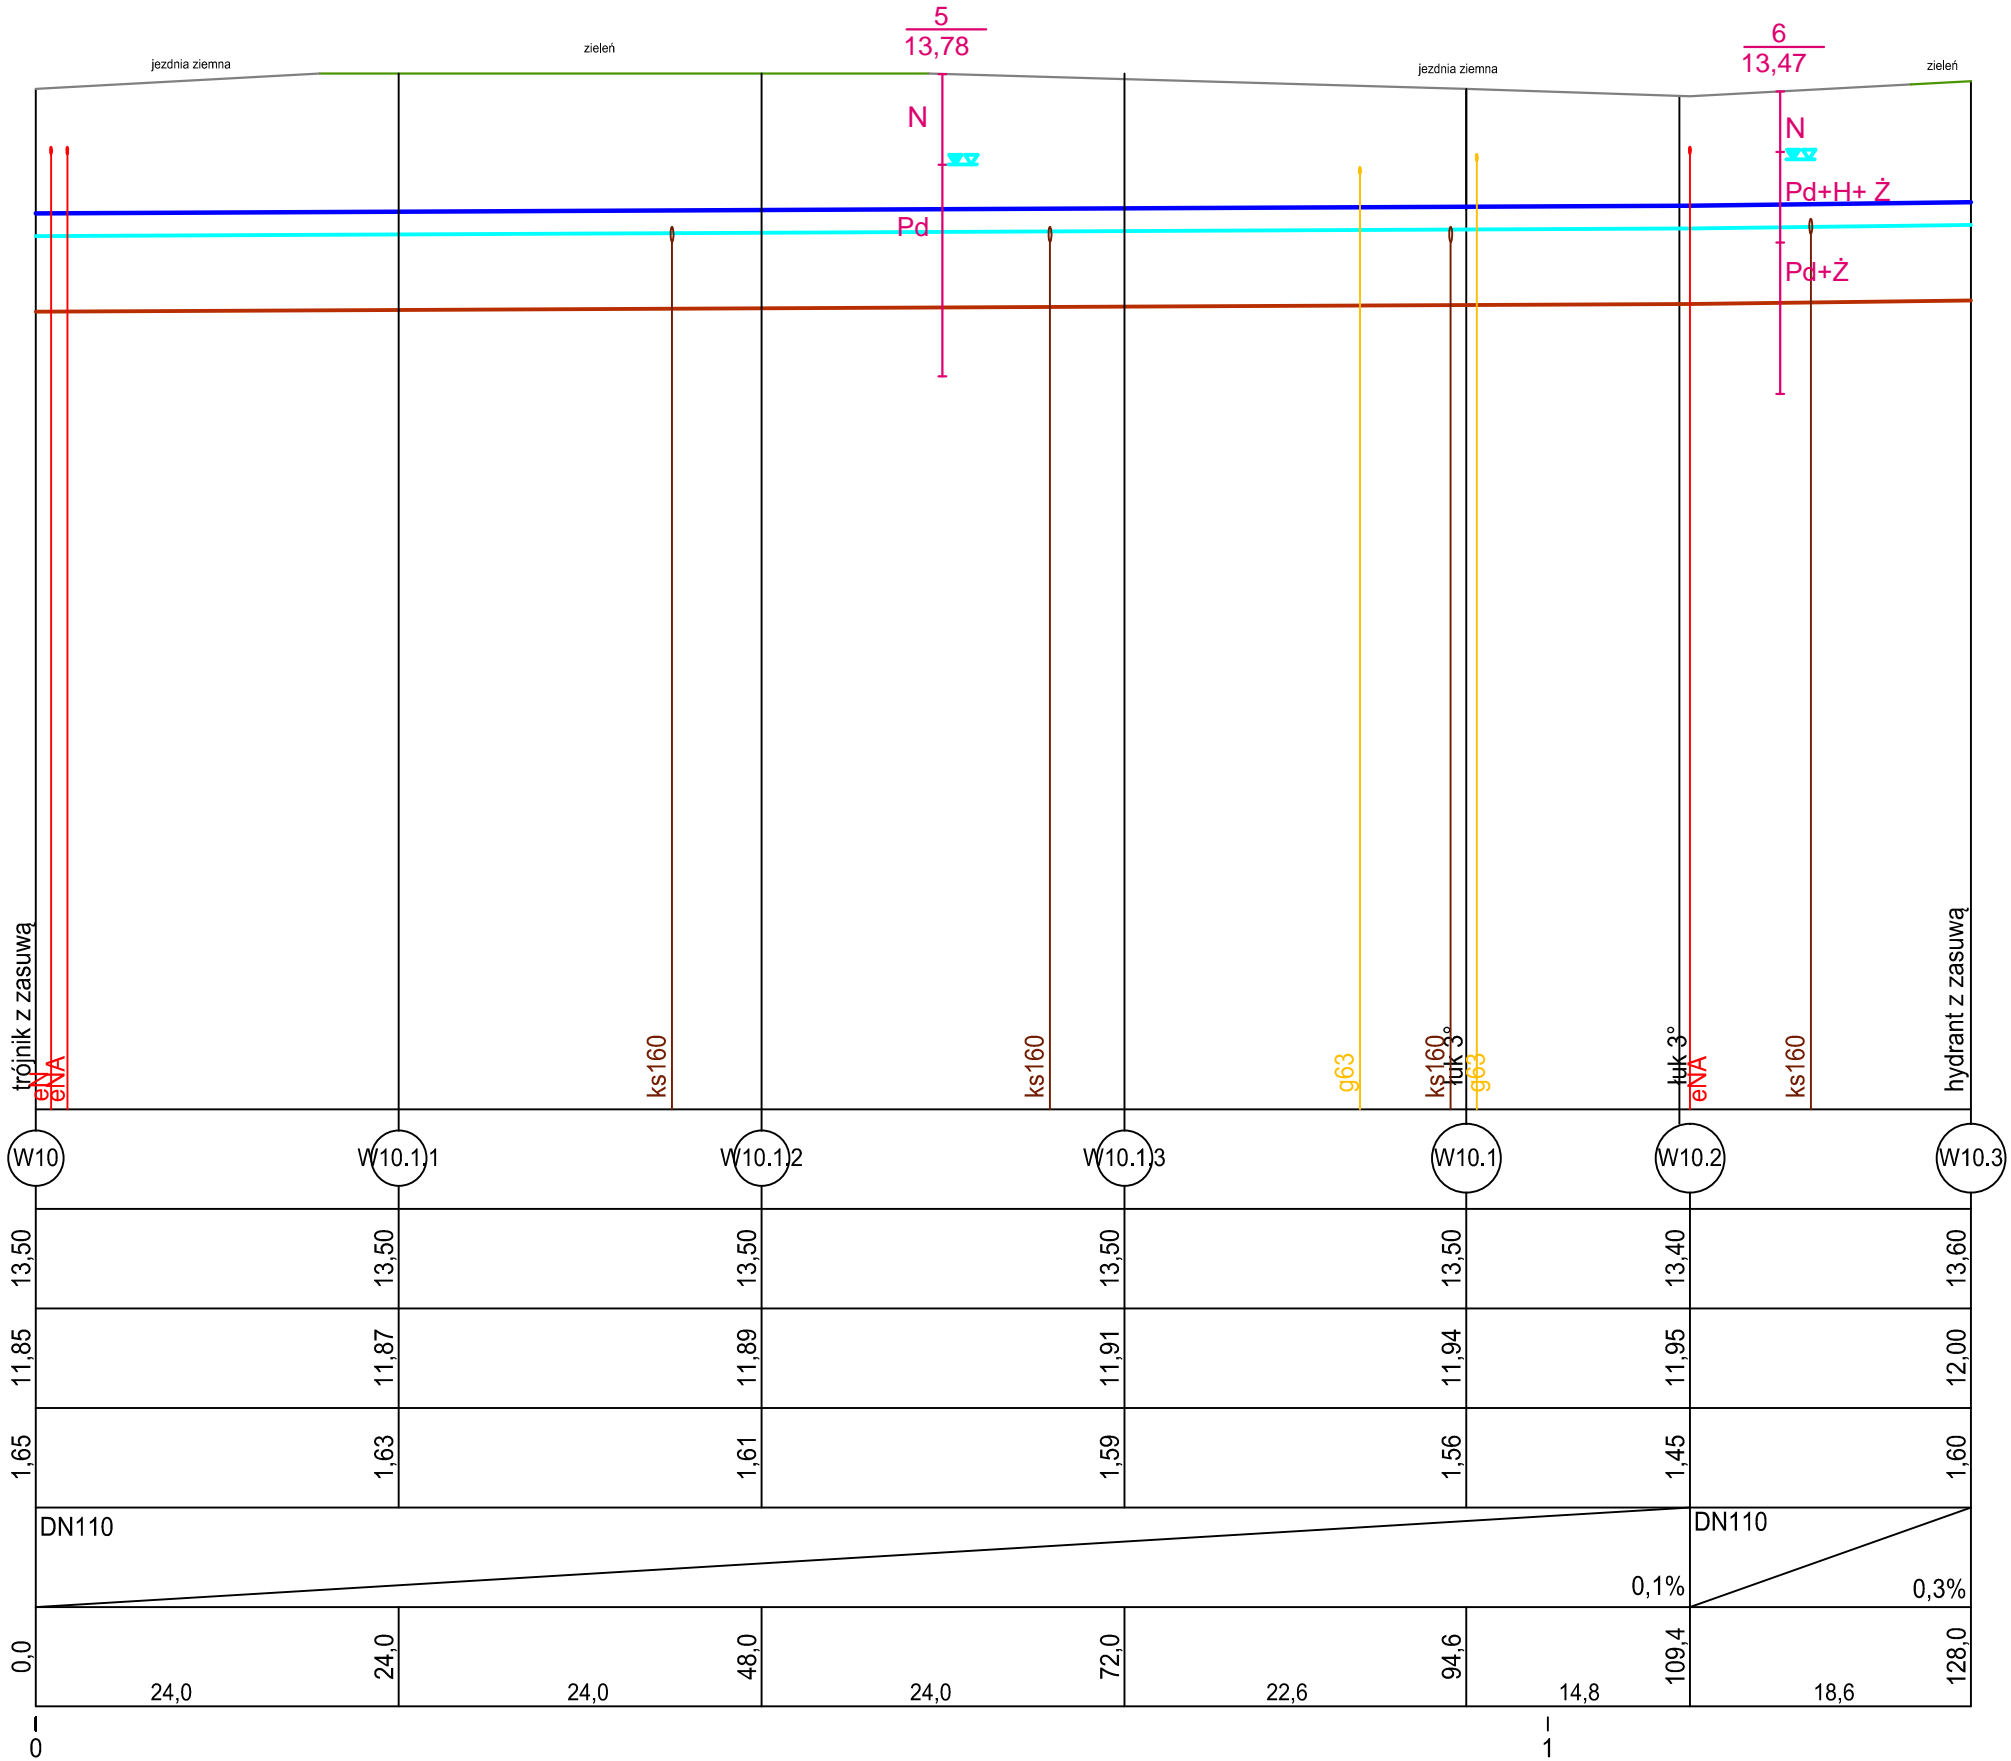 5
13,78
6
13,47
zieleń
jezdnia ziemna
jezdnia ziemna
zieleń
N
N
Pd
Pd+H+ Ż
Pd+Ż
trójnik z zasuwą
eN
eNA
ks160
ks160
g63
ks160
łuk 3°
g63
łuk 3°
eNA
ks160
hydrant z zasuwą
W10 W10.1.1 W10.1.2 W10.1.3 W10.1 W10.2 W10.3
13,50 13,50 13,50 13,50 13,50 13,40 13,60
11,85 11,87 11,89 11,91 11,94 11,95 12,00
1,65 1,63 1,61 1,59 1,56 1,45 1,60
DN110 DN110
0,1% 0,3%
0,0 24,0 48,0 72,0 94,6 109,4 128,0
24,0 24,0 24,0 22,6 14,8 18,6
0 1